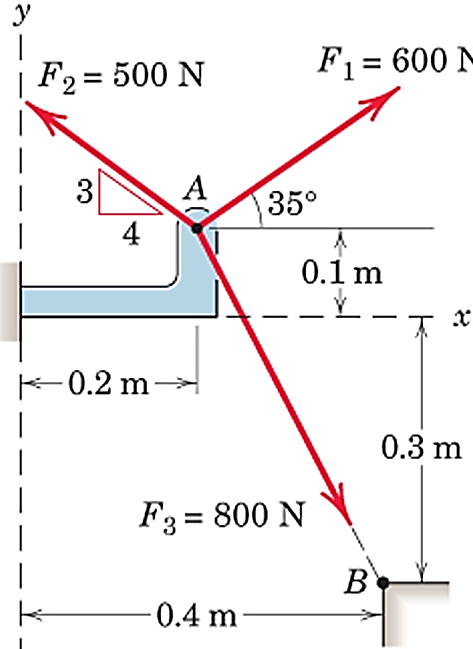 y
F₂ = 500 N
F₁ = 600 N
3
4
A
35°
0.1 m
x
0.2 m
0.3 m
F₃ = 800 N
B
0.4 m